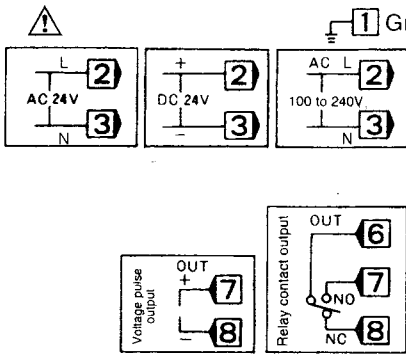 1 Gr
L 2
AC 24V
N 3
+ 2
DC 24V
- 3
AC L 2
100 to 240V
N 3
Voltage pulse output
OUT
+ 7
- 8
Relay contact output
OUT 6
7
NO
NC 8